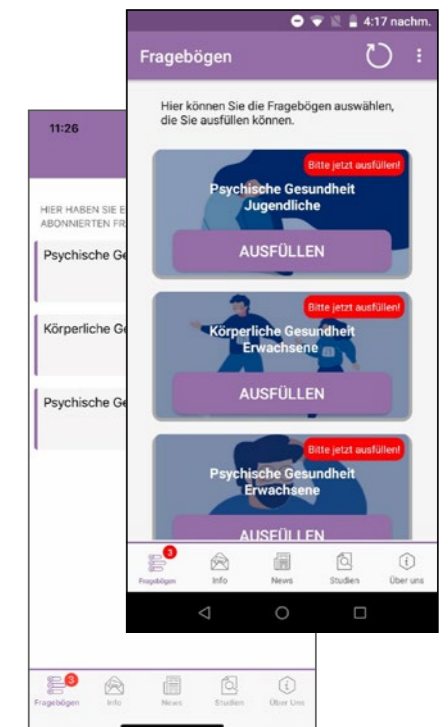 4:17 nachm.
Fragebögen
Hier können Sie die Fragebögen auswählen,
die Sie ausfüllen können.
Bitte jetzt ausfüllen!
Psychische Gesundheit
Jugendliche
AUSFÜLLEN
Bitte jetzt ausfüllen!
Körperliche Gesundheit
Erwachsene
AUSFÜLLEN
Bitte jetzt ausfüllen!
Psychische Gesundheit
Erwachsene
AUSFÜLLEN
3
Fragebögen Info News Studien Über uns
11:26
HIER HABEN SIE E
ABONNIERTEN FR
Psychische Ge
Körperliche Ge
Psychische Ge
3
Fragebögen Info News Studien Über Uns